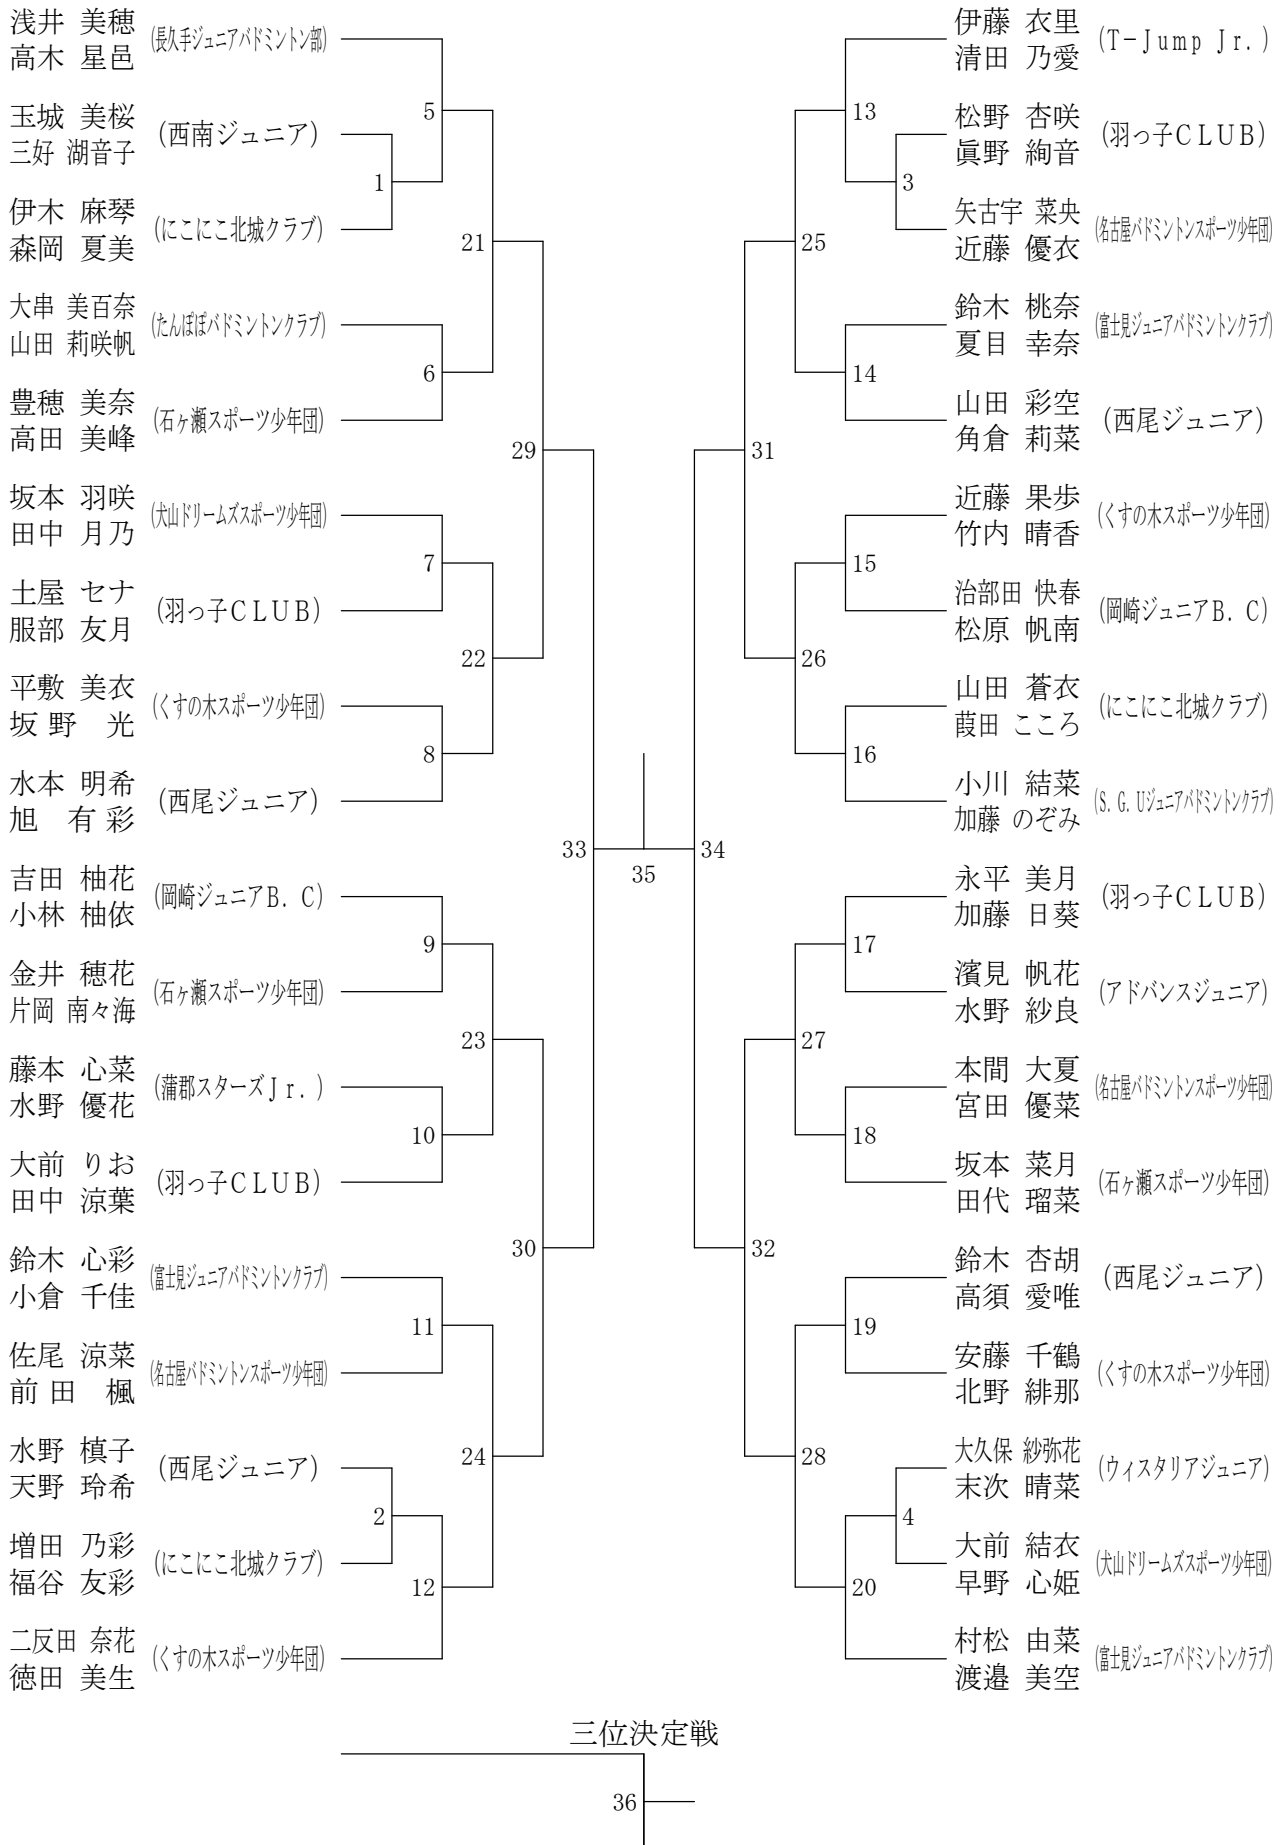 浅井 美穂
高木 星邑
(長久手ジュニアバドミントン部)
玉城 美桜
三好 湖音子
(西南ジュニア)
伊木 麻琴
森岡 夏美
(にこにこ北城クラブ)
大串 美百奈
山田 莉咲帆
(たんぽぽバドミントンクラブ)
豊穂 美奈
高田 美峰
(石ヶ瀬スポーツ少年団)
坂本 羽咲
田中 月乃
(犬山ドリームズスポーツ少年団)
土屋 セナ
服部 友月
(羽っ子CLUB)
平敷 美衣
坂野 光
(くすの木スポーツ少年団)
水本 明希
旭 有彩
(西尾ジュニア)
吉田 柚花
小林 柚依
(岡崎ジュニアB.C)
金井 穂花
片岡 南々海
(石ヶ瀬スポーツ少年団)
藤本 心菜
水野 優花
(蒲郡スターズJr.)
大前 りお
田中 涼葉
(羽っ子CLUB)
鈴木 心彩
小倉 千佳
(富士見ジュニアバドミントンクラブ)
佐尾 涼菜
前田 楓
(名古屋バドミントンスポーツ少年団)
水野 槙子
天野 玲希
(西尾ジュニア)
増田 乃彩
福谷 友彩
(にこにこ北城クラブ)
二反田 奈花
徳田 美生
(くすの木スポーツ少年団)
1
2
5
6
7
8
9
10
11
12
21
22
23
24
29
30
33
35
34
31
32
25
26
27
28
13
14
15
16
17
18
19
20
3
4
伊藤 衣里
清田 乃愛
(T-Jump Jr.)
松野 杏咲
眞野 絢音
(羽っ子CLUB)
矢古宇 菜央
近藤 優衣
(名古屋バドミントンスポーツ少年団)
鈴木 桃奈
夏目 幸奈
(富士見ジュニアバドミントンクラブ)
山田 彩空
角倉 莉菜
(西尾ジュニア)
近藤 果歩
竹内 晴香
(くすの木スポーツ少年団)
治部田 快春
松原 帆南
(岡崎ジュニアB.C)
山田 蒼衣
葭田 こころ
(にこにこ北城クラブ)
小川 結菜
加藤 のぞみ
(S.G.Uジュニアバドミントンクラブ)
永平 美月
加藤 日葵
(羽っ子CLUB)
濱見 帆花
水野 紗良
(アドバンスジュニア)
本間 大夏
宮田 優菜
(名古屋バドミントンスポーツ少年団)
坂本 菜月
田代 瑠菜
(石ヶ瀬スポーツ少年団)
鈴木 杏胡
高須 愛唯
(西尾ジュニア)
安藤 千鶴
北野 緋那
(くすの木スポーツ少年団)
大久保 紗弥花
末次 晴菜
(ウィスタリアジュニア)
大前 結衣
早野 心姫
(犬山ドリームズスポーツ少年団)
村松 由菜
渡邉 美空
(富士見ジュニアバドミントンクラブ)
三位決定戦
36